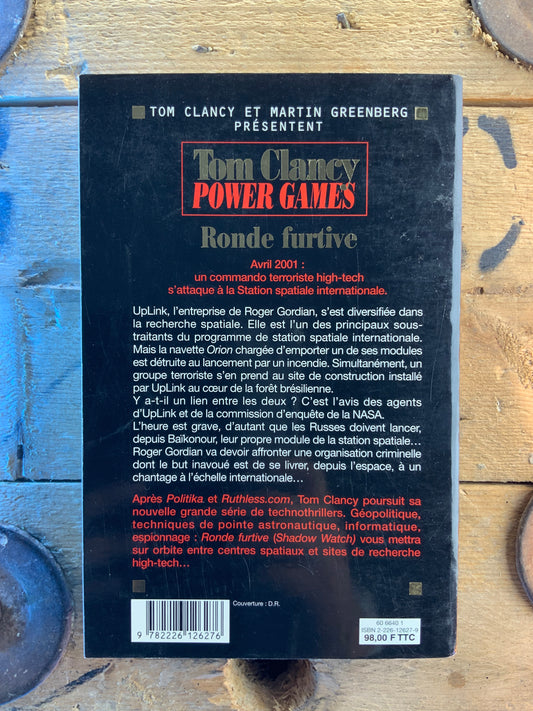 TOM CLANCY ET MARTIN GREENBERG
PRÉSENTENT
Tom Clancy
POWER GAMES
Ronde furtive
Avril 2001 :
un commando terroriste high-tech
s'attaque à la Station spatiale internationale.
UpLink, l'entreprise de Roger Gordian, s'est diversifiée dans
la recherche spatiale. Elle est l'un des principaux sous-
traitants du programme de station spatiale internationale.
Mais la navette Orion chargée d'emporter un de ses modules
est détruite au lancement par un incendie. Simultanément, un
groupe terroriste s'en prend au site de construction installé
par UpLink au cœur de la forêt brésilienne.
Y a-t-il un lien entre les deux ? C'est l'avis des agents
d'UpLink et de la commission d'enquête de la NASA.
L'heure est grave, d'autant que les Russes doivent lancer,
depuis Baïkonour, leur propre module de la station spatiale...
Roger Gordian va devoir affronter une organisation criminelle
dont le but inavoué est de se livrer, depuis l'espace, à un
chantage à l'échelle internationale...
Après Politika et Ruthless.com, Tom Clancy poursuit sa
nouvelle grande série de technothrillers. Géopolitique,
techniques de pointe astronautique, informatique,
espionnage : Ronde furtive (Shadow Watch) vous mettra
sur orbite entre centres spatiaux et sites de recherche
high-tech...
Couverture : D.R.
9 782226 126276
60 6640 1
ISBN 2-226-12627-9
98,00 F TTC